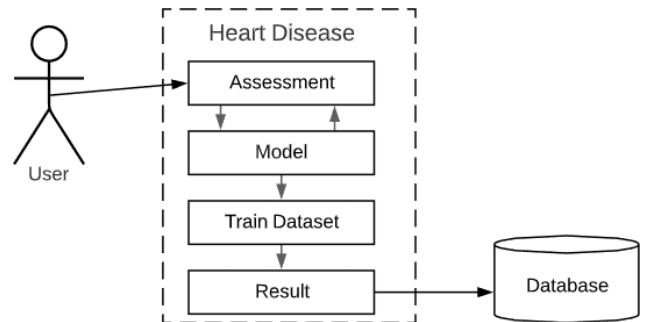 Heart Disease
Assessment
Model
User
Train Dataset
Result
Database